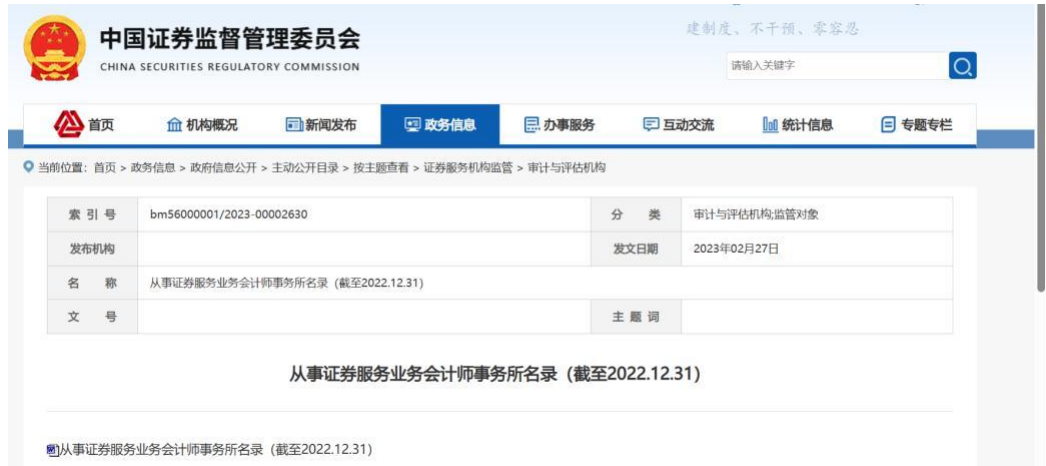 建制度、不干预、零容忍
中国证券监督管理委员会
CHINA SECURITIES REGULATORY COMMISSION
请输入关键字
首页 机构概况 新闻发布 政务信息 办事服务 互动交流 统计信息 专题专栏
当前位置：首页 > 政务信息 > 政府信息公开 > 主动公开目录 > 按主题查看 > 证券服务机构监管 > 审计与评估机构
索 引 号 bm56000001/2023-00002630 分 类 审计与评估机构;监管对象
发布机构 发文日期 2023年02月27日
名 称 从事证券服务业务会计师事务所名录（截至2022.12.31）
文 号 主 题 词
从事证券服务业务会计师事务所名录（截至2022.12.31）
从事证券服务业务会计师事务所名录（截至2022.12.31）